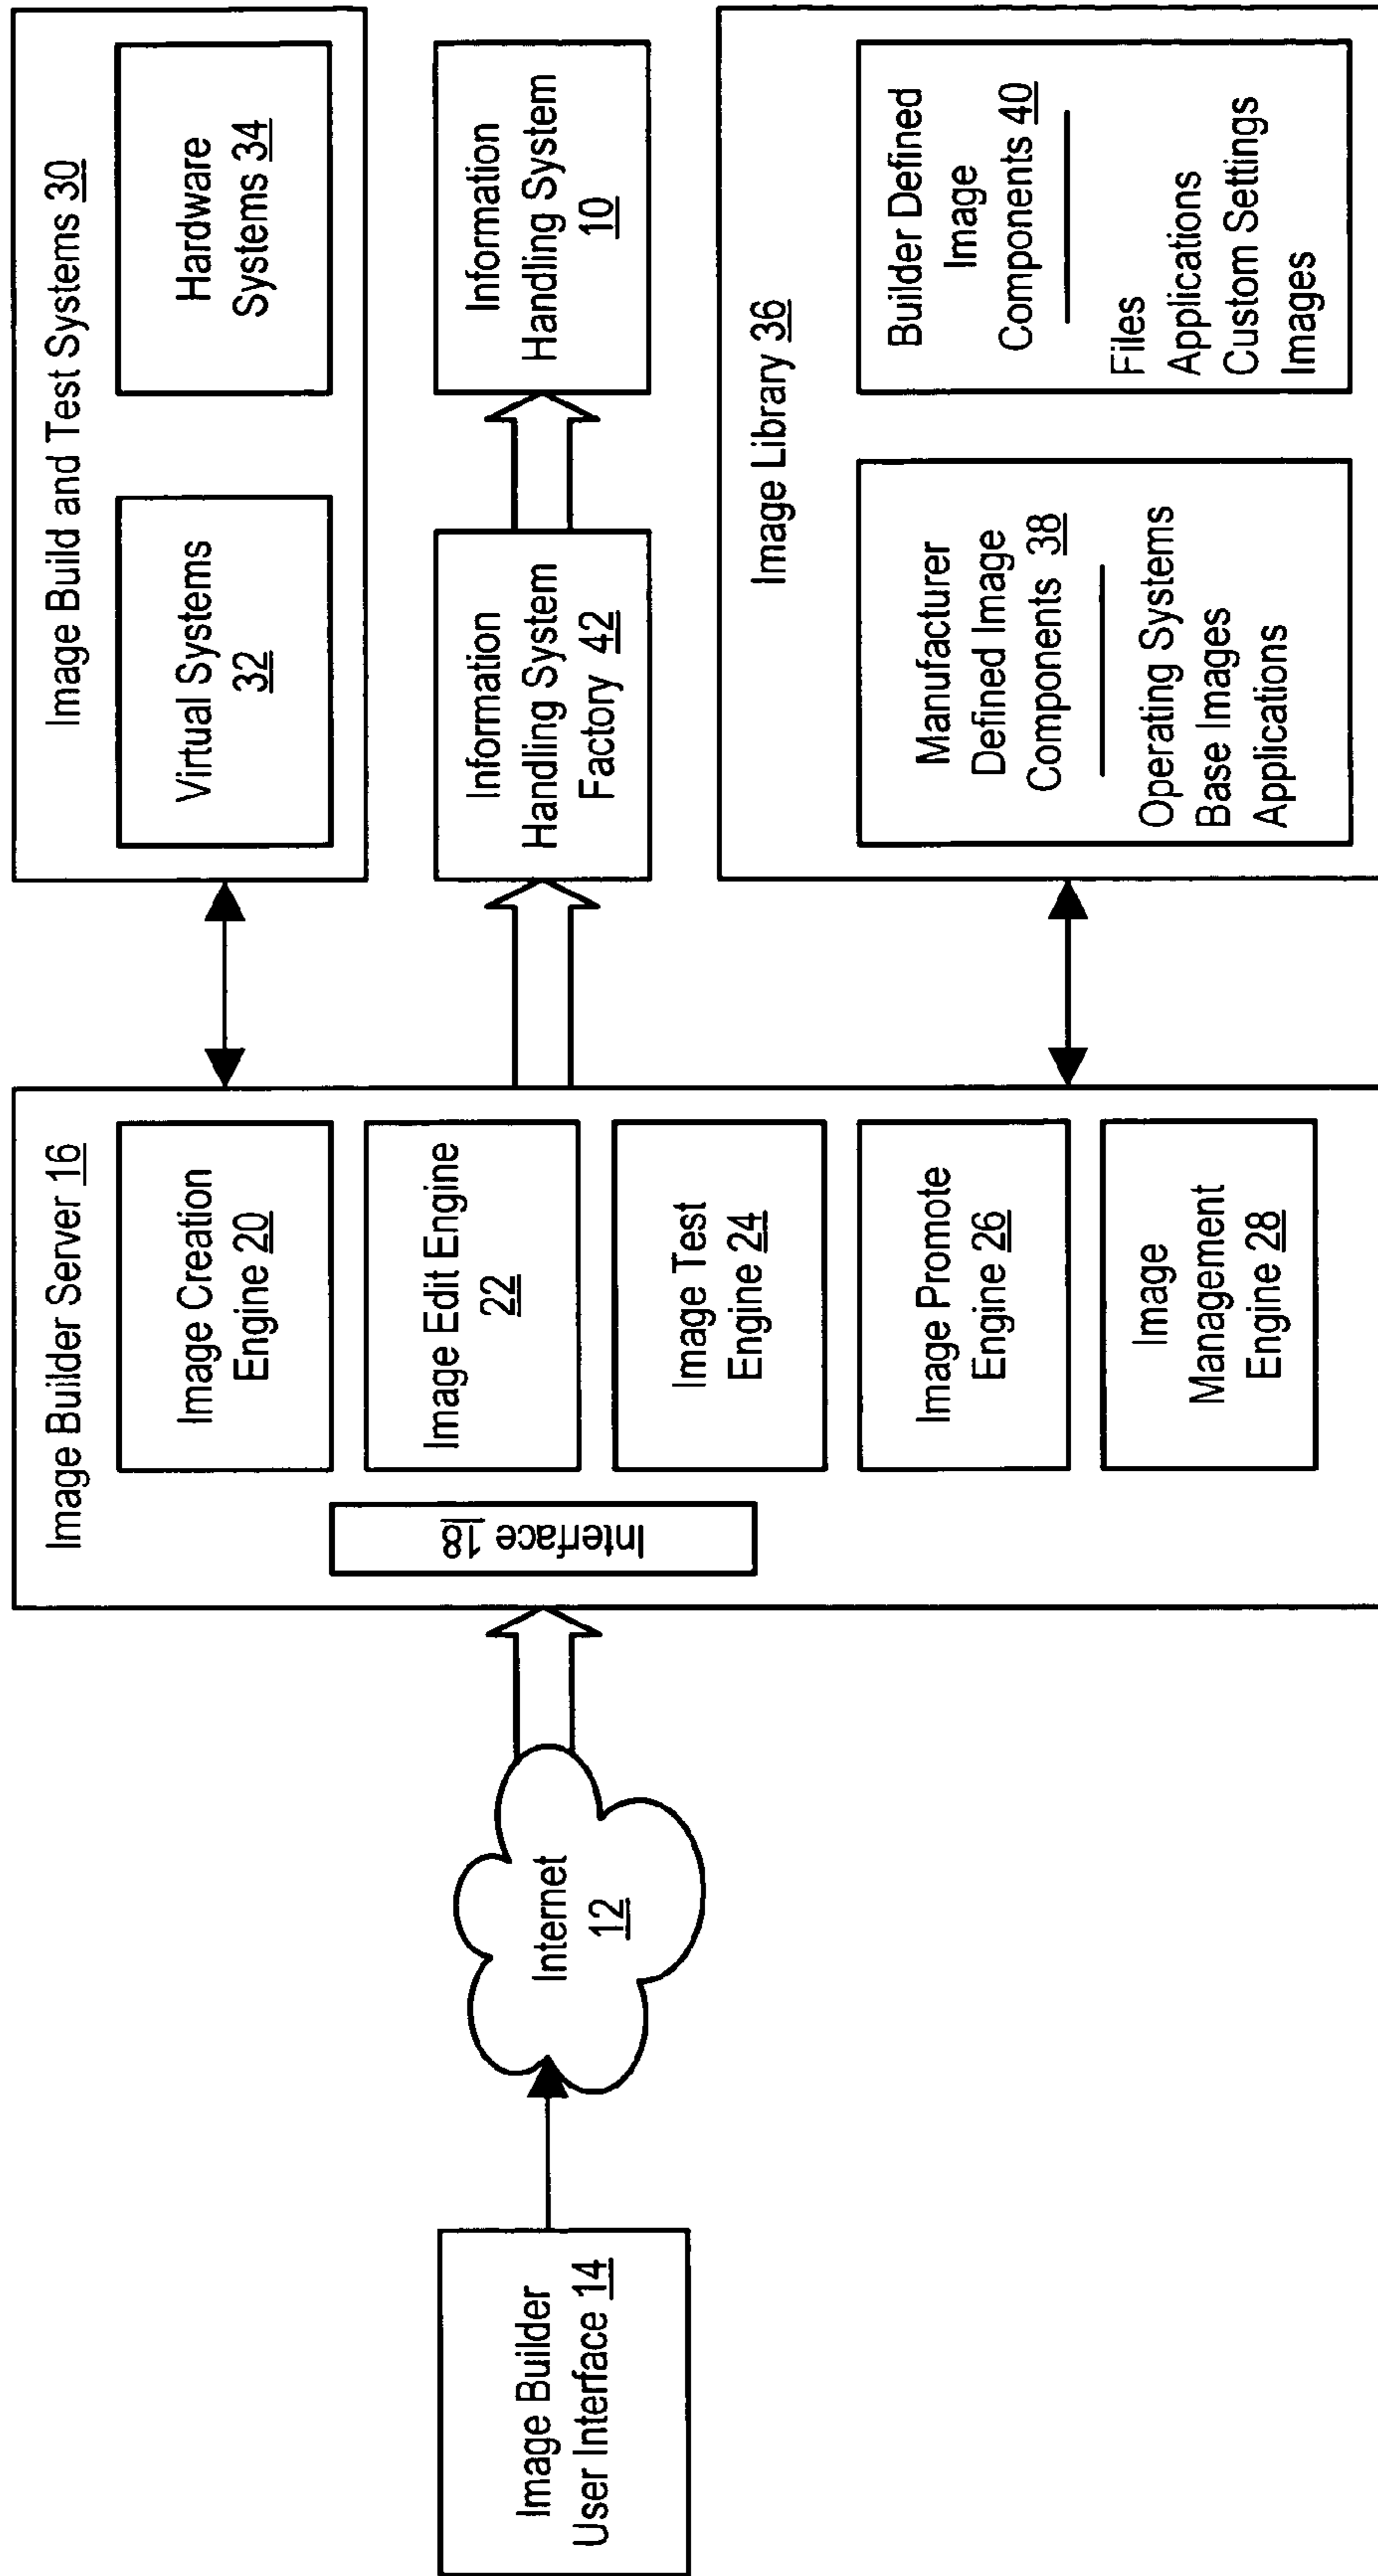 Image Builder
User Interface 14
Internet
12
Image Builder Server 16
Interface 18
Image Creation
Engine 20
Image Edit Engine
22
Image Test
Engine 24
Image Promote
Engine 26
Image
Management
Engine 28
Image Build and Test Systems 30
Virtual Systems
32
Hardware
Systems 34
Information
Handling System
Factory 42
Information
Handling System
10
Image Library 36
Manufacturer
Defined Image
Components 38
Operating Systems
Base Images
Applications
Builder Defined
Image
Components 40
Files
Applications
Custom Settings
Images